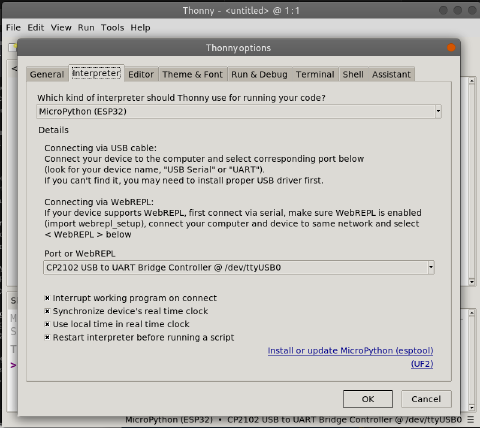 Thonny - <untitled> @ 1 : 1
File Edit View Run Tools Help
Thonny options
General Interpreter Editor Theme & Font Run & Debug Terminal Shell Assistant
Which kind of interpreter should Thonny use for running your code?
MicroPython (ESP32)
Details
Connecting via USB cable:
Connect your device to the computer and select corresponding port below
(look for your device name, "USB Serial" or "UART").
If you can't find it, you may need to install proper USB driver first.
Connecting via WebREPL:
If your device supports WebREPL, first connect via serial, make sure WebREPL is enabled
(import webrepl_setup), connect your computer and device to same network and select
< WebREPL > below
Port or WebREPL
CP2102 USB to UART Bridge Controller @ /dev/ttyUSB0
Interrupt working program on connect
Synchronize device's real time clock
Use local time in real time clock
Restart interpreter before running a script
Install or update MicroPython (esptool)
(UF2)
OK Cancel
MicroPython (ESP32) • CP2102 USB to UART Bridge Controller @ /dev/ttyUSB0